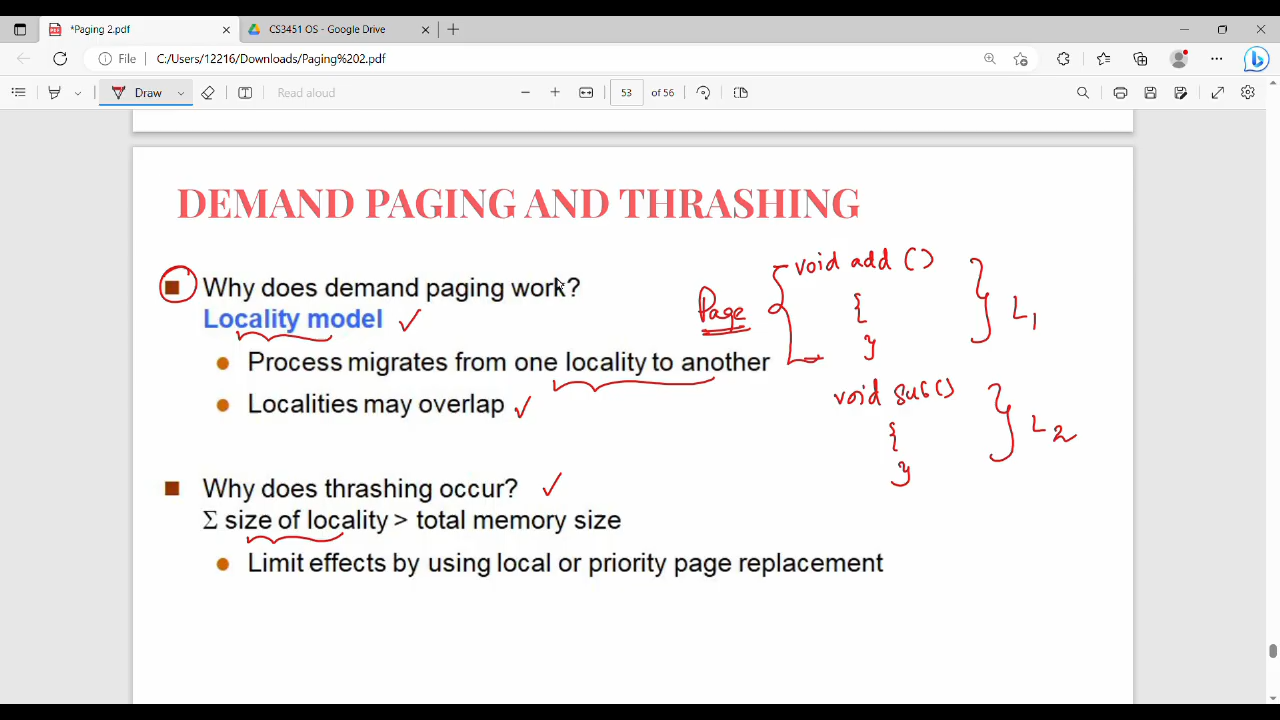 *Paging 2.pdf
CS3451 OS - Google Drive
File
C:/Users/12216/Downloads/Paging%202.pdf
Draw
Read aloud
53
of 56
DEMAND PAGING AND THRASHING
Why does demand paging work?
Locality model
Process migrates from one locality to another
Localities may overlap
Why does thrashing occur?
Σ size of locality > total memory size
Limit effects by using local or priority page replacement
Page
void add ()
{
}
L1
void sub()
{
}
L2